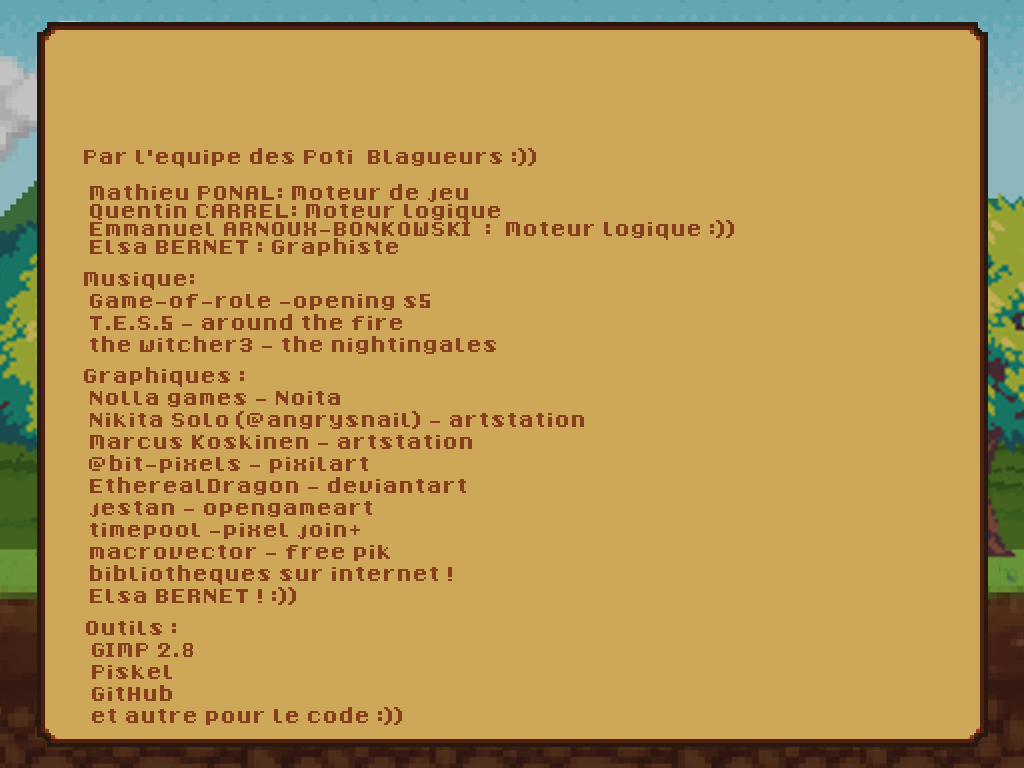 Par l'equipe des Poti Blagueurs :))
Mathieu PONAL: Moteur de jeu
Quentin CARREL: Moteur logique
Emmanuel ARNOUX-BONKOWSKI : Moteur logique :))
Elsa BERNET : Graphiste
Musique:
Game-of-role -opening s5
T.E.S.5 - around the fire
the witcher3 - the nightingales
Graphiques :
Nolla games - Noita
Nikita Solo (@angrysnail) - artstation
Marcus Koskinen - artstation
@bit-pixels - pixilart
EtherealDragon - deviantart
jestan - opengameart
timepool -pixel join+
macrovector - free pik
bibliotheques sur internet !
Elsa BERNET ! :))
Outils :
GIMP 2.8
Piskel
GitHub
et autre pour le code :))